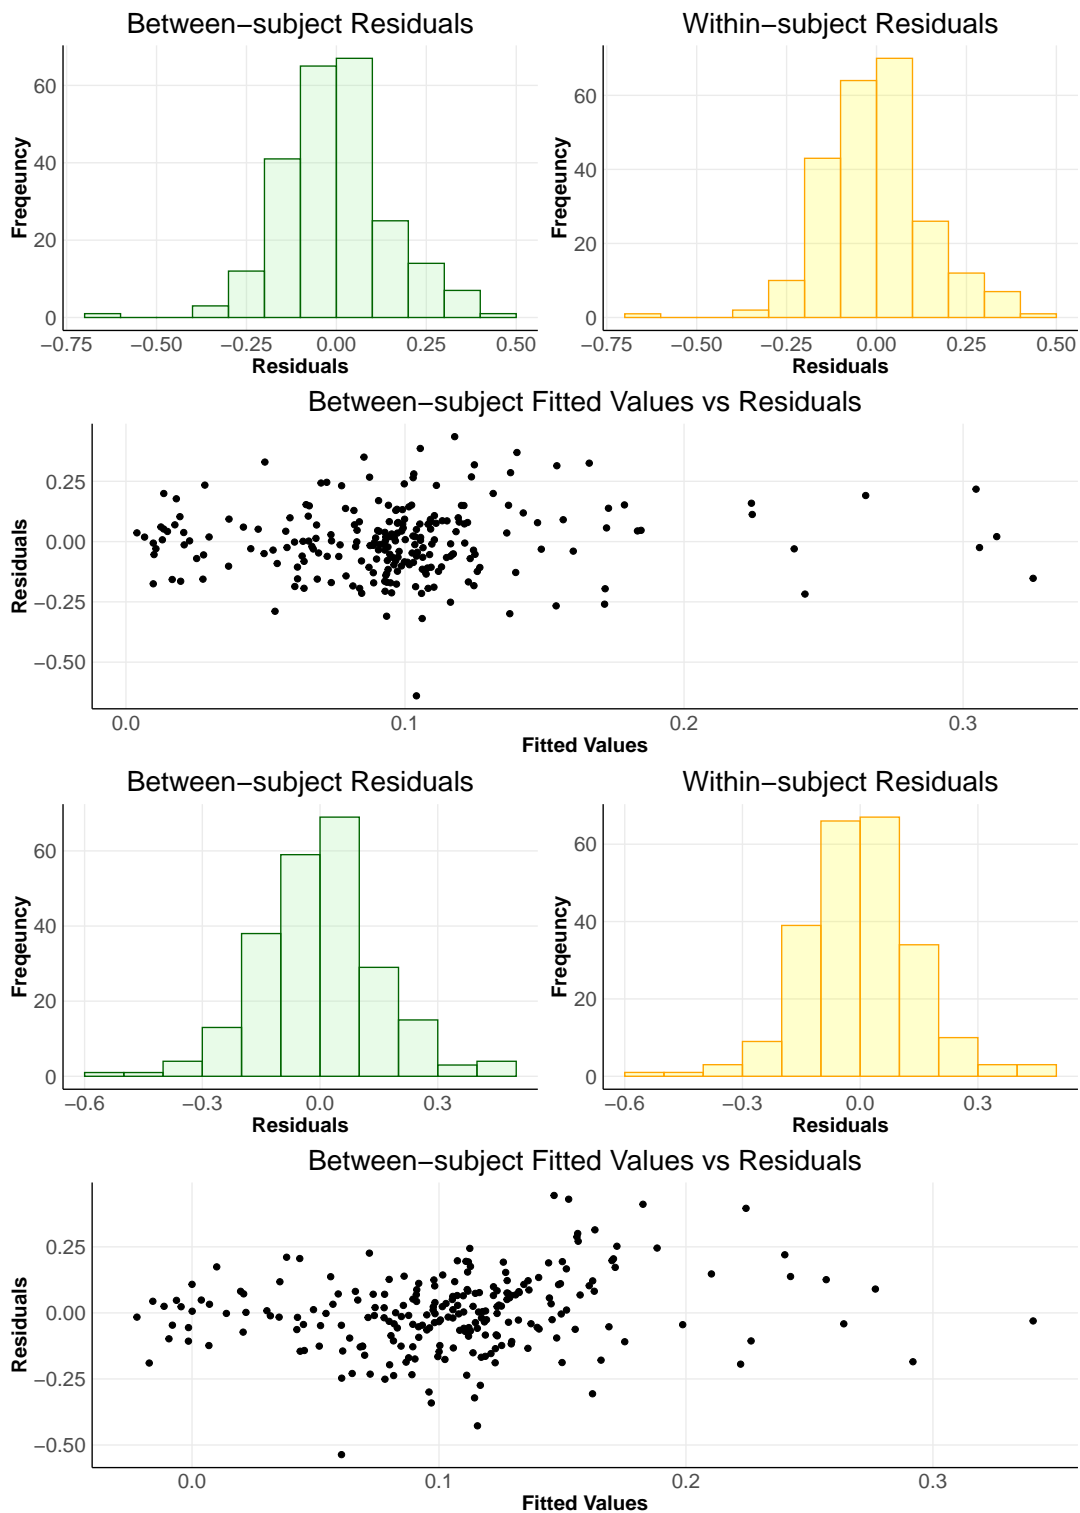 Between−subject Residuals
Within−subject Residuals
Freqeuncy
60
40
20
0
−0.75 −0.50 −0.25 0.00 0.25 0.50
Residuals
Freqeuncy
60
40
20
0
−0.75 −0.50 −0.25 0.00 0.25 0.50
Residuals
Between−subject Fitted Values vs Residuals
Residuals
0.25
0.00
−0.25
−0.50
0.0 0.1 0.2 0.3
Fitted Values
Between−subject Residuals
Within−subject Residuals
Freqeuncy
60
40
20
0
−0.6 −0.3 0.0 0.3
Residuals
Freqeuncy
60
40
20
0
−0.6 −0.3 0.0 0.3
Residuals
Between−subject Fitted Values vs Residuals
Residuals
0.25
0.00
−0.25
−0.50
0.0 0.1 0.2 0.3
Fitted Values